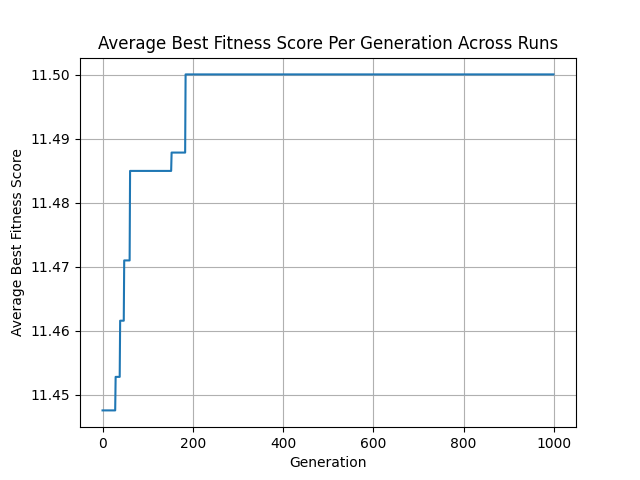 Average Best Fitness Score Per Generation Across Runs
11.50
11.49
11.48
11.47
11.46
11.45
Average Best Fitness Score
0 200 400 600 800 1000
Generation